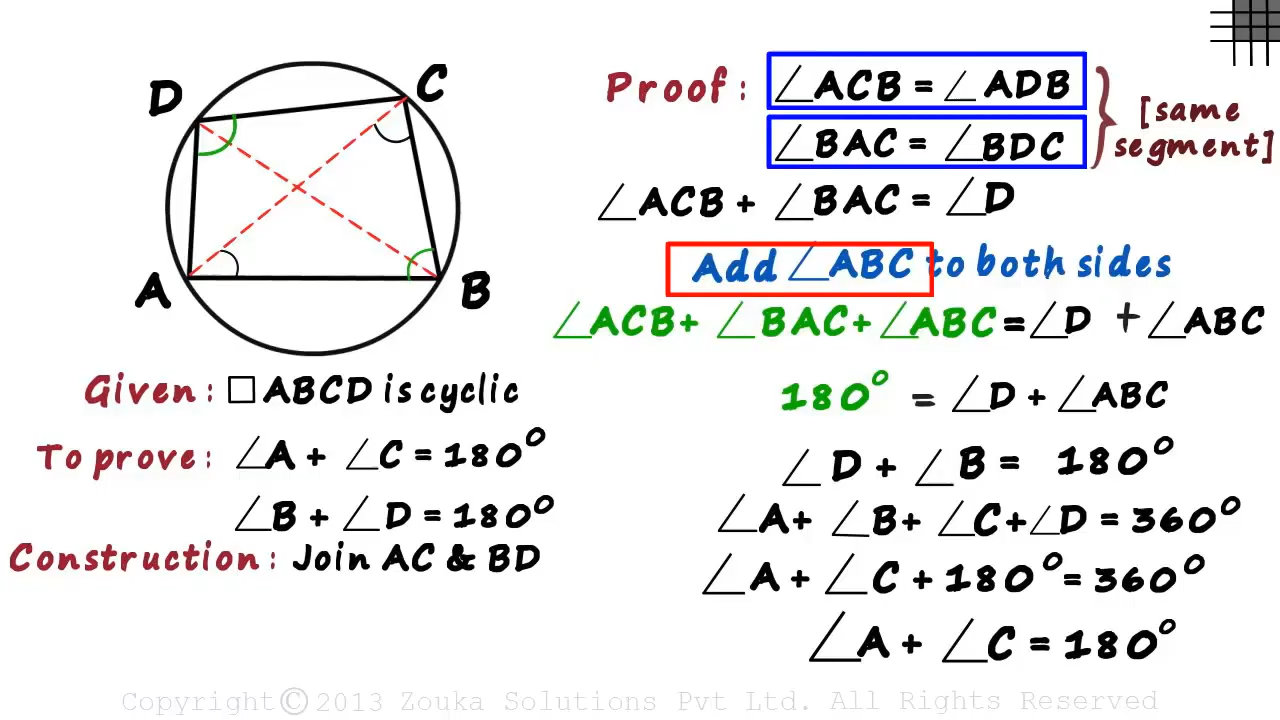 D
C
A
B
Given : □ ABCD is cyclic
To prove : ∠A + ∠C = 180°
∠B + ∠D = 180°
Construction : Join AC & BD
Proof : ∠ACB = ∠ADB
∠BAC = ∠BDC
[same
segment]
∠ACB + ∠BAC = ∠D
Add ∠ABC to both sides
∠ACB + ∠BAC + ∠ABC = ∠D + ∠ABC
180° = ∠D + ∠ABC
∠D + ∠B = 180°
∠A + ∠B + ∠C + ∠D = 360°
∠A + ∠C + 180° = 360°
∠A + ∠C = 180°
Copyright © 2013 Zouka Solutions Pvt Ltd. All Rights Reserved